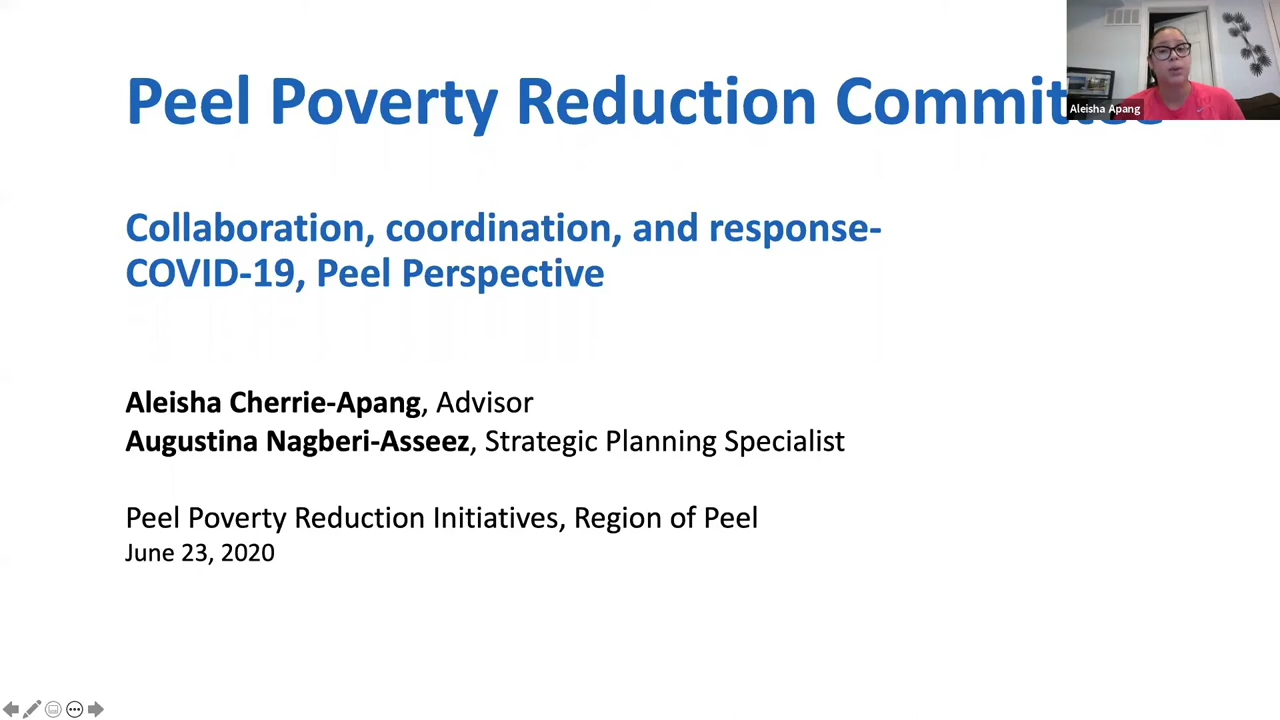 Peel Poverty Reduction
Aleisha Apang
Collaboration, coordination, and response-
COVID-19, Peel Perspective
Aleisha Cherrie-Apang, Advisor
Augustina Nagberi-Asseez, Strategic Planning Specialist
Peel Poverty Reduction Initiatives, Region of Peel
June 23, 2020